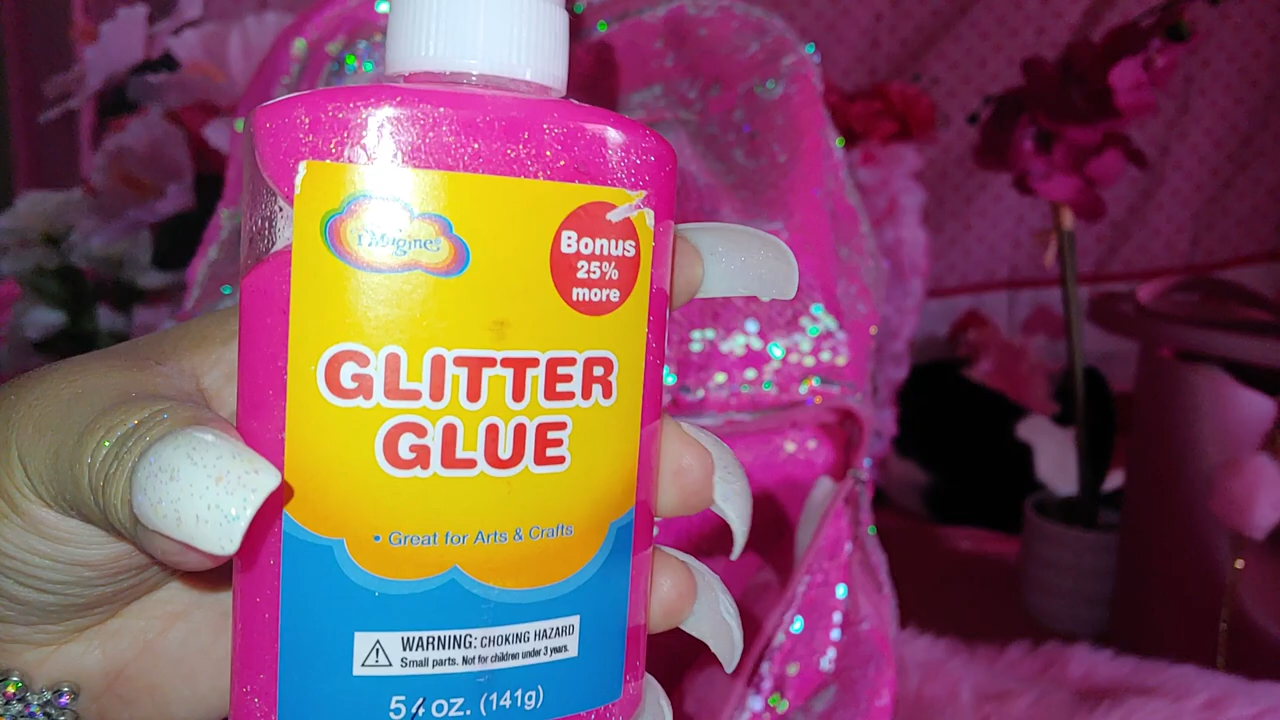 iMagine
Bonus
25%
more
GLITTER
GLUE
• Great for Arts & Crafts
WARNING: CHOKING HAZARD
Small parts. Not for children under 3 years.
oz. (141g)